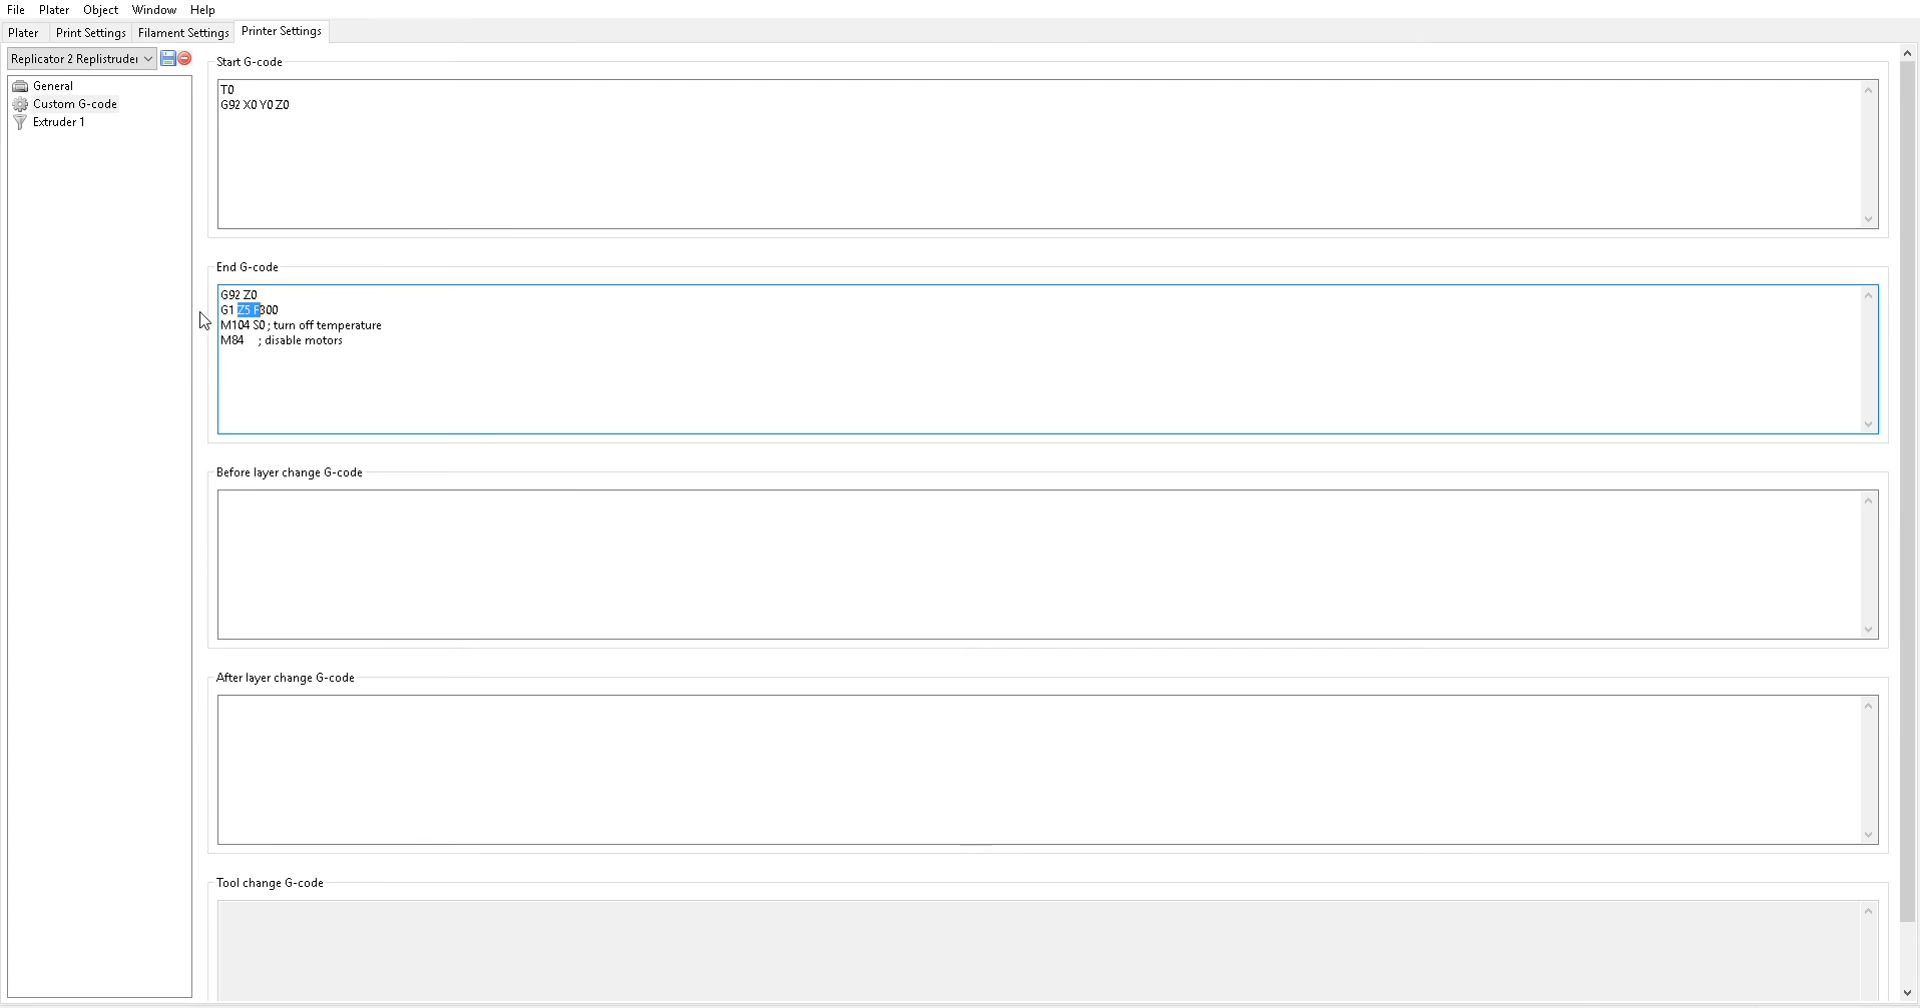 File Plater Object Window Help
Plater Print Settings Filament Settings Printer Settings
Replicator 2 Replistruder
General
Custom G-code
Extruder 1
Start G-code
T0
G92 X0 Y0 Z0
End G-code
G92 Z0
G1 Z5 F300
M104 S0 ; turn off temperature
M84 ; disable motors
Before layer change G-code
After layer change G-code
Tool change G-code